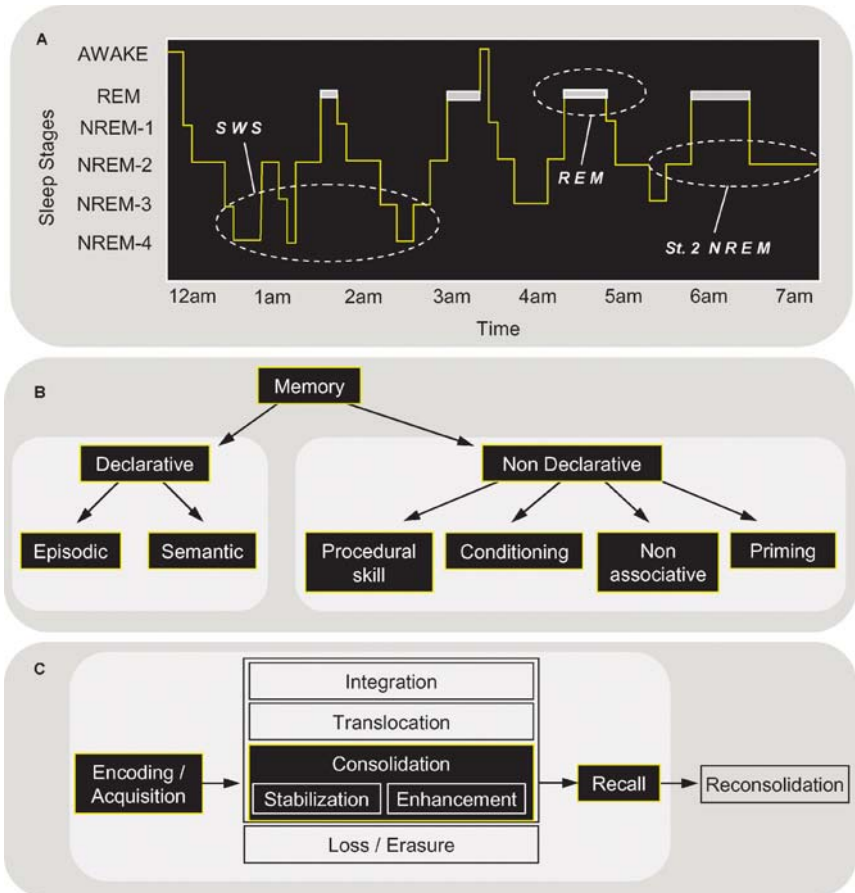 A
AWAKE
REM
NREM-1
NREM-2
NREM-3
NREM-4
Sleep Stages
SWS
REM
St. 2 NREM
12am 1am 2am 3am 4am 5am 6am 7am
Time
B
Memory
Declarative
Non Declarative
Episodic
Semantic
Procedural
skill
Conditioning
Non
associative
Priming
C
Integration
Translocation
Encoding /
Acquisition
Consolidation
Stabilization
Enhancement
Recall
Reconsolidation
Loss / Erasure